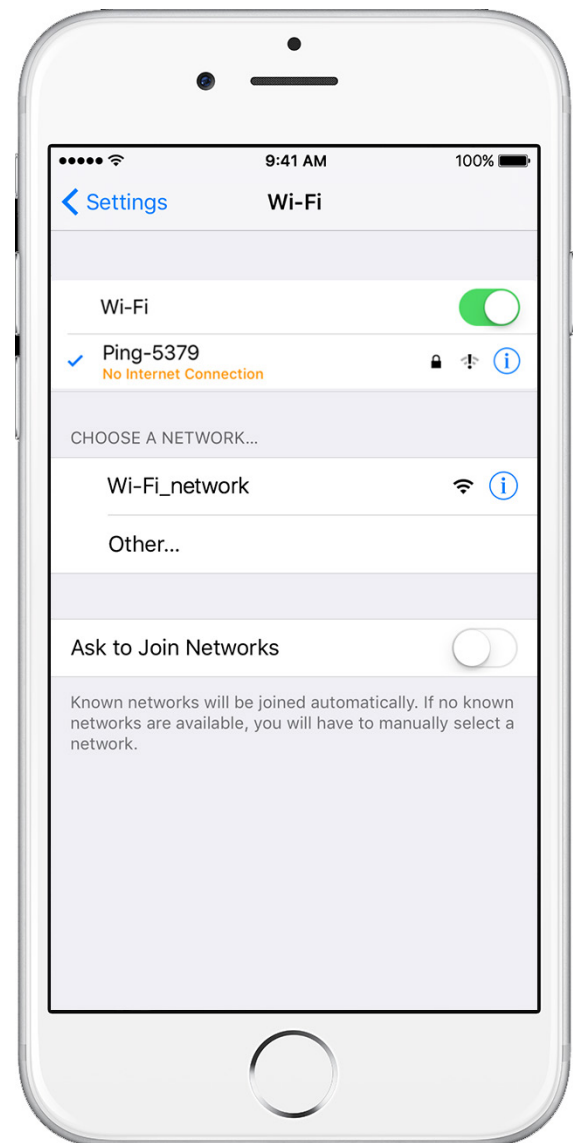 9:41 AM 100%
Settings Wi-Fi
Wi-Fi
Ping-5379
No Internet Connection
CHOOSE A NETWORK...
Wi-Fi_network
Other...
Ask to Join Networks
Known networks will be joined automatically. If no known
networks are available, you will have to manually select a
network.